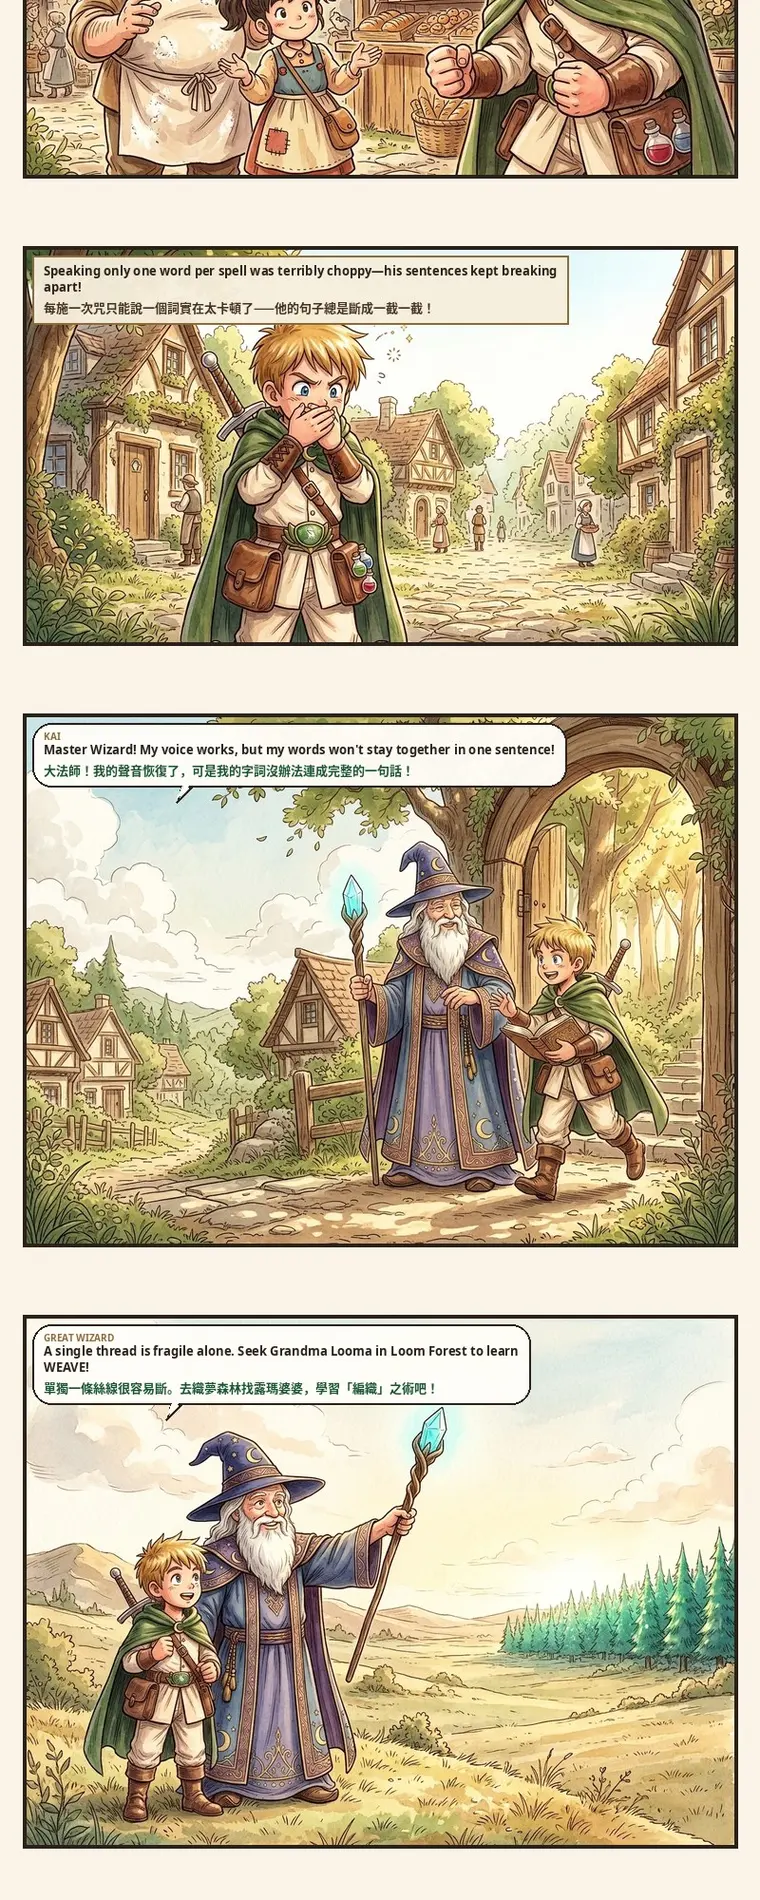 Speaking only one word per spell was terribly choppy—his sentences kept breaking
apart!
每施一次咒只能說一個詞實在太卡頓了——他的句子總是斷成一截一截！
KAI
Master Wizard! My voice works, but my words won't stay together in one sentence!
大法師！我的聲音恢復了，可是我的字詞沒辦法連成完整的一句話！
GREAT WIZARD
A single thread is fragile alone. Seek Grandma Looma in Loom Forest to learn
WEAVE!
單獨一條絲線很容易斷。去織夢森林找露瑪婆婆，學習「編織」之術吧！